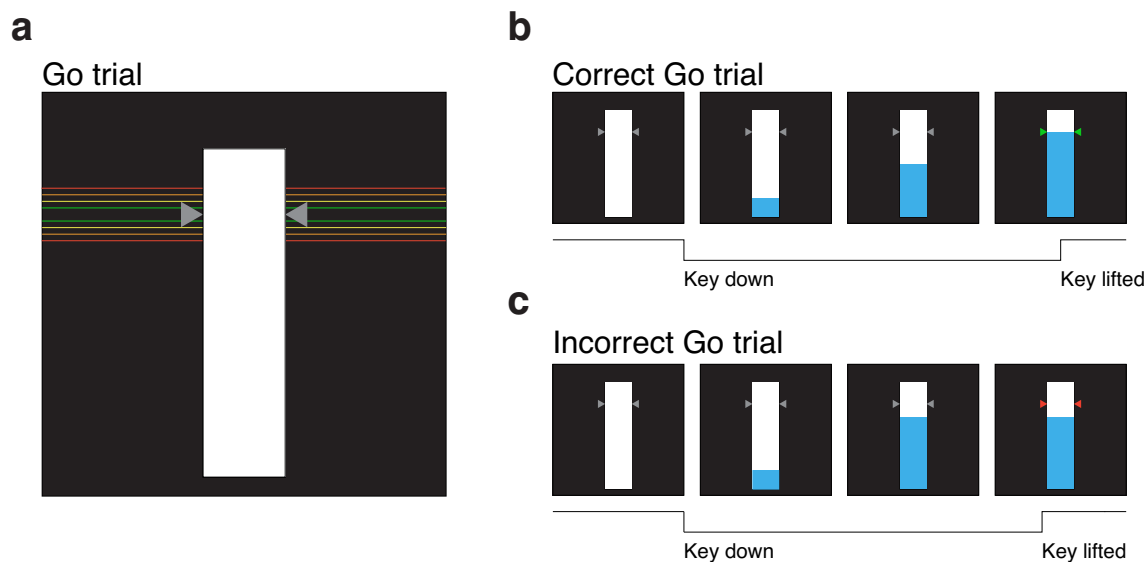 a
Go trial
b
Correct Go trial
Key down
Key lifted
c
Incorrect Go trial
Key down
Key lifted